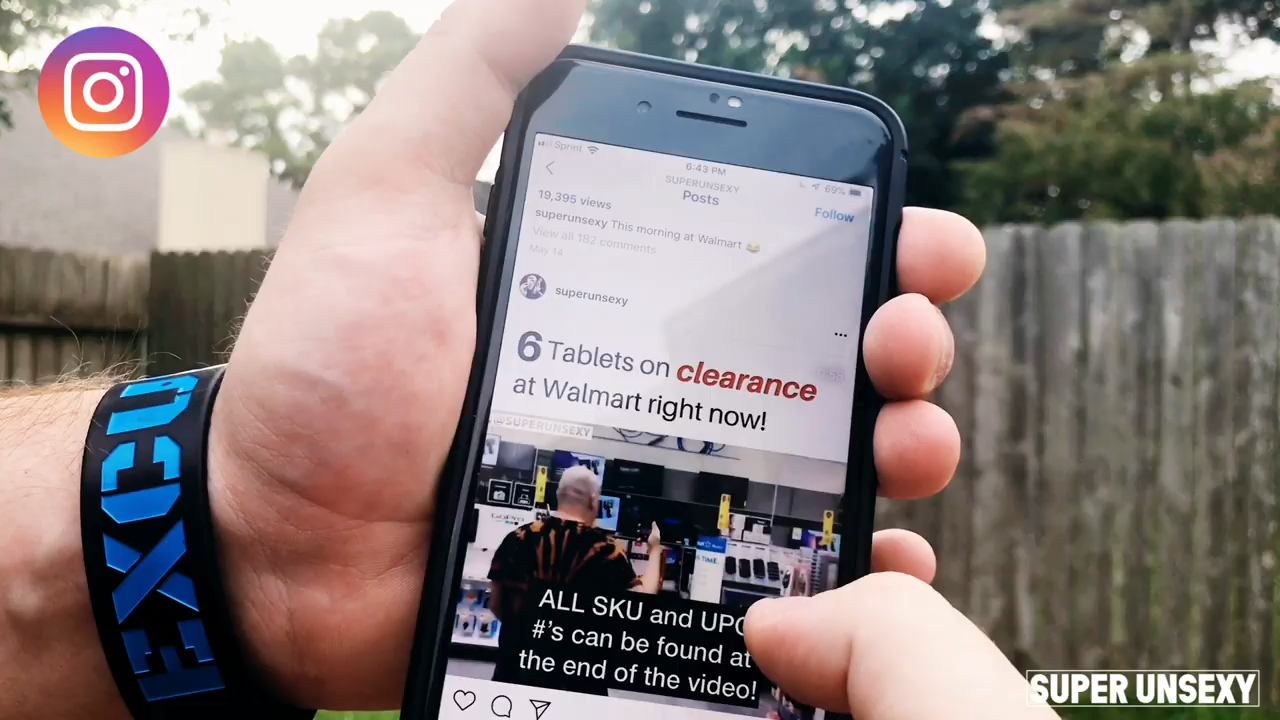 Sprint
6:43 PM
69%
SUPERUNSEXY
Posts
Follow
19,395 views
superunsexy This morning at Walmart 😂
View all 182 comments
May 14
superunsexy
6 Tablets on clearance
at Walmart right now!
@SUPERUNSEXY
GoPro
ALL SKU and UPC
#'s can be found at
the end of the video!
SUPER UNSEXY